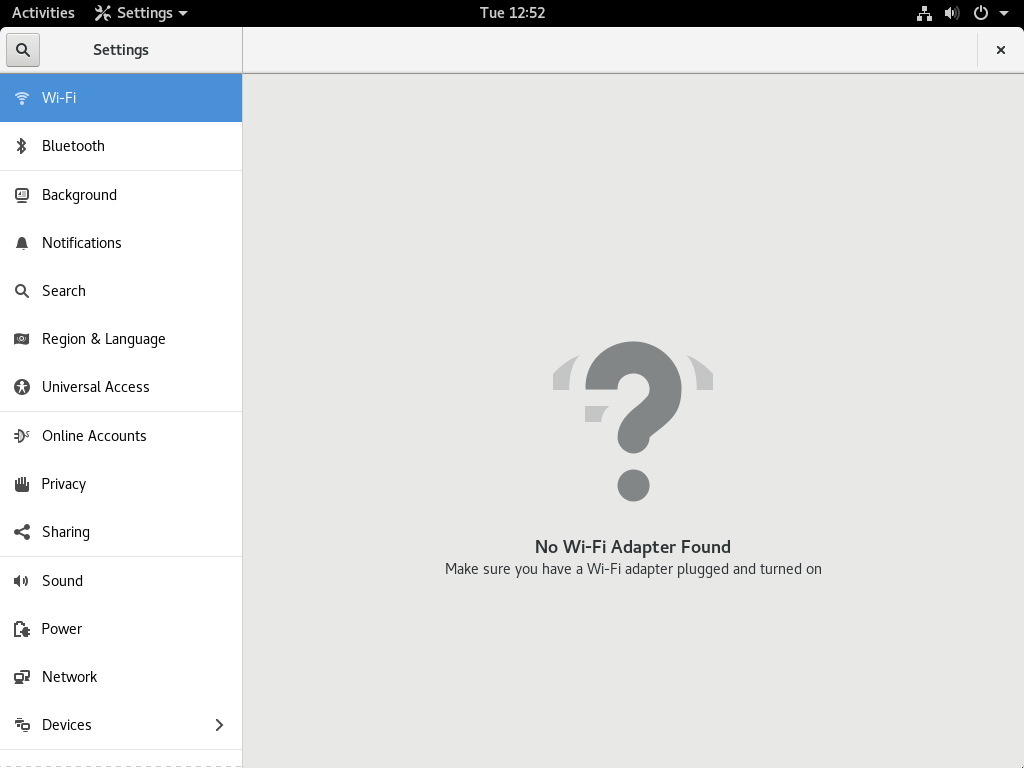 Activities
Settings
Tue 12:52
Settings
Wi-Fi
Bluetooth
Background
Notifications
Search
Region & Language
Universal Access
Online Accounts
Privacy
Sharing
Sound
Power
Network
Devices
No Wi-Fi Adapter Found
Make sure you have a Wi-Fi adapter plugged and turned on